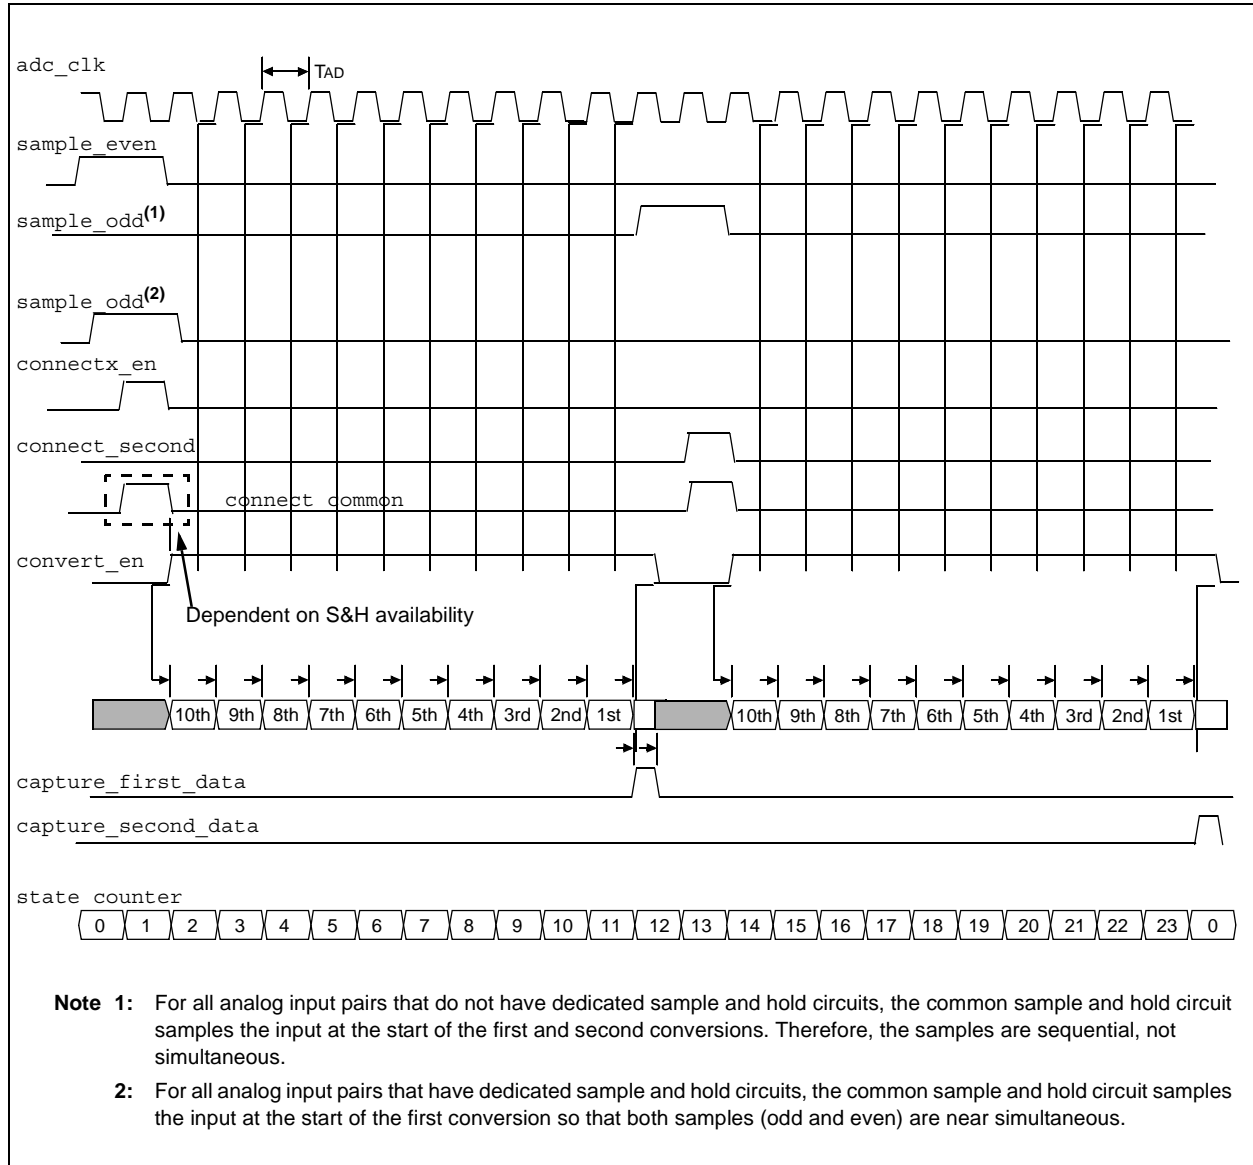 adc_clk
TAD
sample_even
sample_odd(1)
sample_odd(2)
connectx_en
connect_second
connect_common
convert_en
Dependent on S&H availability
10th 9th 8th 7th 6th 5th 4th 3rd 2nd 1st 10th 9th 8th 7th 6th 5th 4th 3rd 2nd 1st
capture_first_data
capture_second_data
state counter
0 1 2 3 4 5 6 7 8 9 10 11 12 13 14 15 16 17 18 19 20 21 22 23 0
Note 1: For all analog input pairs that do not have dedicated sample and hold circuits, the common sample and hold circuit
samples the input at the start of the first and second conversions. Therefore, the samples are sequential, not
simultaneous.
2: For all analog input pairs that have dedicated sample and hold circuits, the common sample and hold circuit samples
the input at the start of the first conversion so that both samples (odd and even) are near simultaneous.